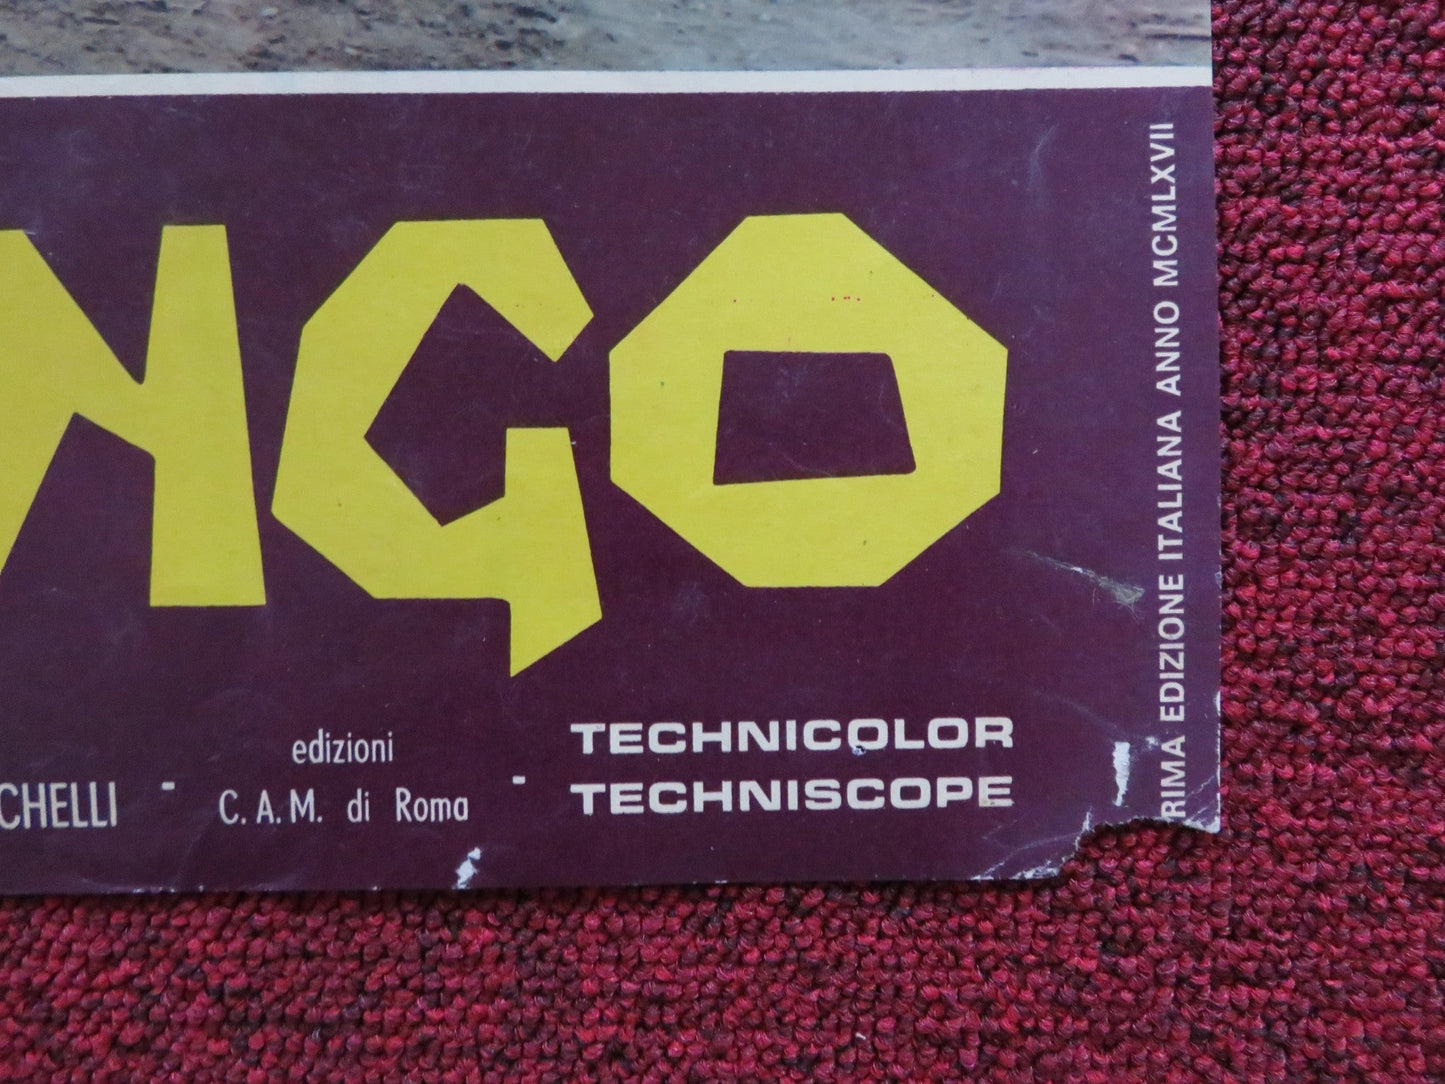 NGO
CHELLI - edizioni - TECHNICOLOR
C.A.M. di Roma TECHNISCOPE
RIMA EDIZIONE ITALIANA ANNO MCMLXVII